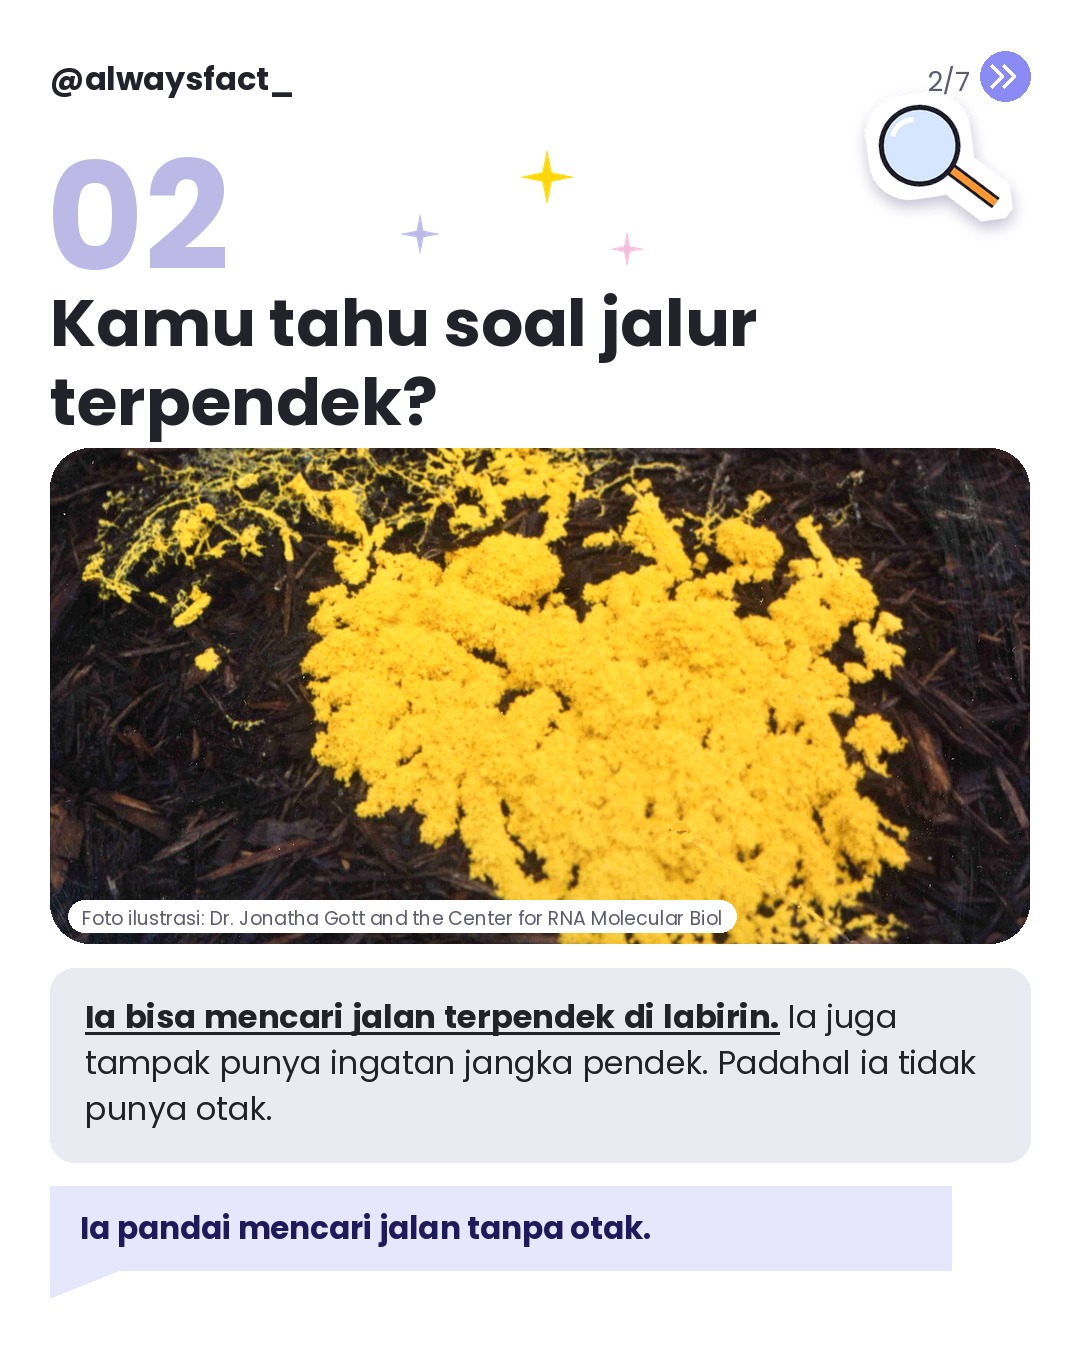 @alwaysfact_
2/7
02
Kamu tahu soal jalur
terpendek?
Foto ilustrasi: Dr. Jonatha Gott and the Center for RNA Molecular Biol
Ia bisa mencari jalan terpendek di labirin. Ia juga
tampak punya ingatan jangka pendek. Padahal ia tidak
punya otak.
Ia pandai mencari jalan tanpa otak.